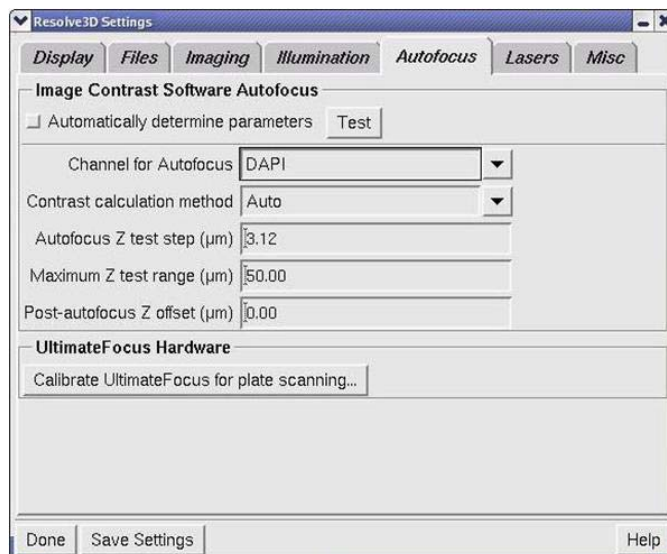 Resolve3D Settings
Display Files Imaging Illumination Autofocus Lasers Misc
Image Contrast Software Autofocus
Automatically determine parameters Test
Channel for Autofocus DAPI
Contrast calculation method Auto
Autofocus Z test step (µm) 3.12
Maximum Z test range (µm) 50.00
Post-autofocus Z offset (µm) 0.00
UltimateFocus Hardware
Calibrate UltimateFocus for plate scanning...
Done Save Settings Help